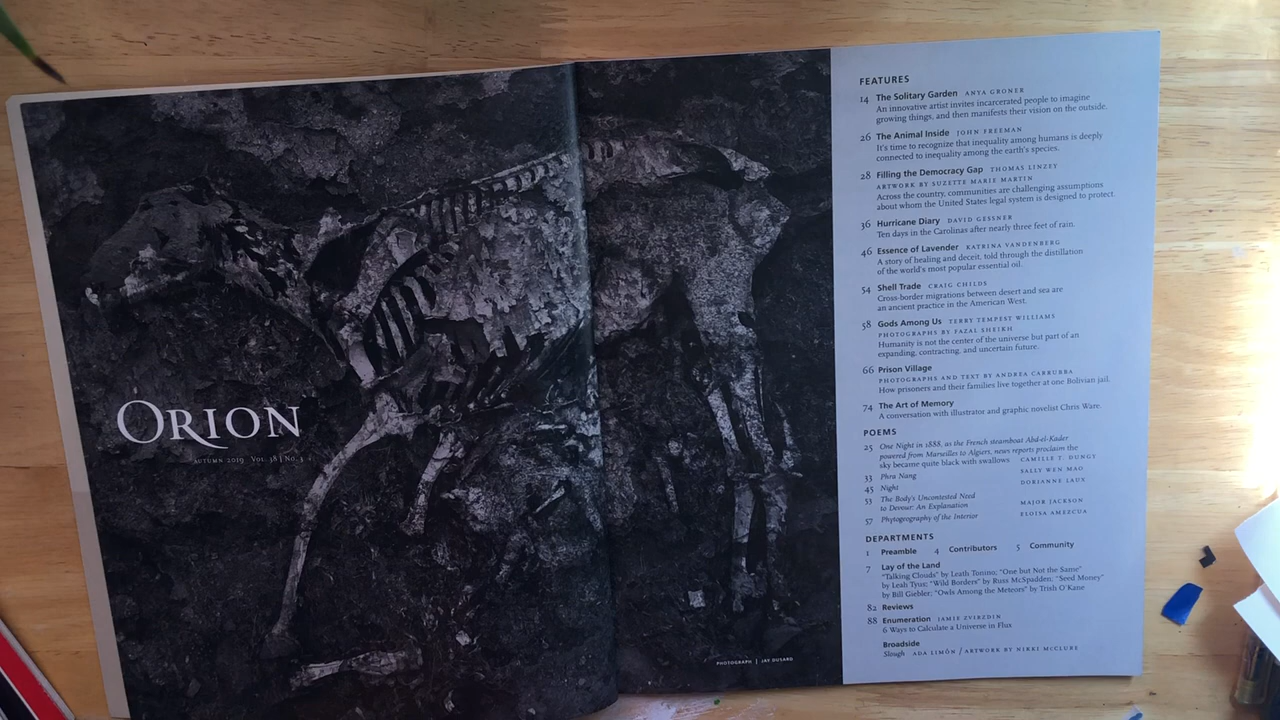 ORION
AUTUMN 2019 VOL. 38 | NO. 3
PHOTOGRAPH | JAY DUSARD
FEATURES
14 The Solitary Garden ANYA GRONER
An innovative artist invites incarcerated people to imagine
growing things, and then manifests their vision on the outside.
26 The Animal Inside JOHN FREEMAN
It's time to recognize that inequality among humans is deeply
connected to inequality among the earth's species.
28 Filling the Democracy Gap THOMAS LINZEY
ARTWORK BY SUZETTE MARIE MARTIN
Across the country, communities are challenging assumptions
about whom the United States legal system is designed to protect.
36 Hurricane Diary DAVID GESSNER
Ten days in the Carolinas after nearly three feet of rain.
46 Essence of Lavender KATRINA VANDENBERG
A story of healing and deceit, told through the distillation
of the world's most popular essential oil.
54 Shell Trade CRAIG CHILDS
Cross-border migrations between desert and sea are
an ancient practice in the American West.
58 Gods Among Us TERRY TEMPEST WILLIAMS
PHOTOGRAPHS BY FAZAL SHEIKH
Humanity is not the center of the universe but part of an
expanding, contracting, and uncertain future.
66 Prison Village
PHOTOGRAPHS AND TEXT BY ANDREA CARRUBBA
How prisoners and their families live together at one Bolivian jail.
74 The Art of Memory
A conversation with illustrator and graphic novelist Chris Ware.
POEMS
25 One Night in 1888, as the French steamboat Abd-el-Kader
powered from Marseilles to Algiers, news reports proclaim the
sky became quite black with swallows CAMILLE T. DUNGY
33 Phra Nang SALLY WEN MAO
45 Night DORIANNE LAUX
53 The Body's Uncontested Need
to Devour: An Explanation MAJOR JACKSON
57 Phytogeography of the Interior ELOISA AMEZCUA
DEPARTMENTS
1 Preamble 4 Contributors 5 Community
7 Lay of the Land
"Talking Clouds" by Leath Tonino; "One but Not the Same"
by Leah Tyus; "Wild Borders" by Russ McSpadden; "Seed Money"
by Bill Giebler; "Owls Among the Meteors" by Trish O'Kane
82 Reviews
88 Enumeration JAMIE ZVIRZDIN
6 Ways to Calculate a Universe in Flux
Broadside
Slough ADA LIMÓN / ARTWORK BY NIKKI MCCLURE